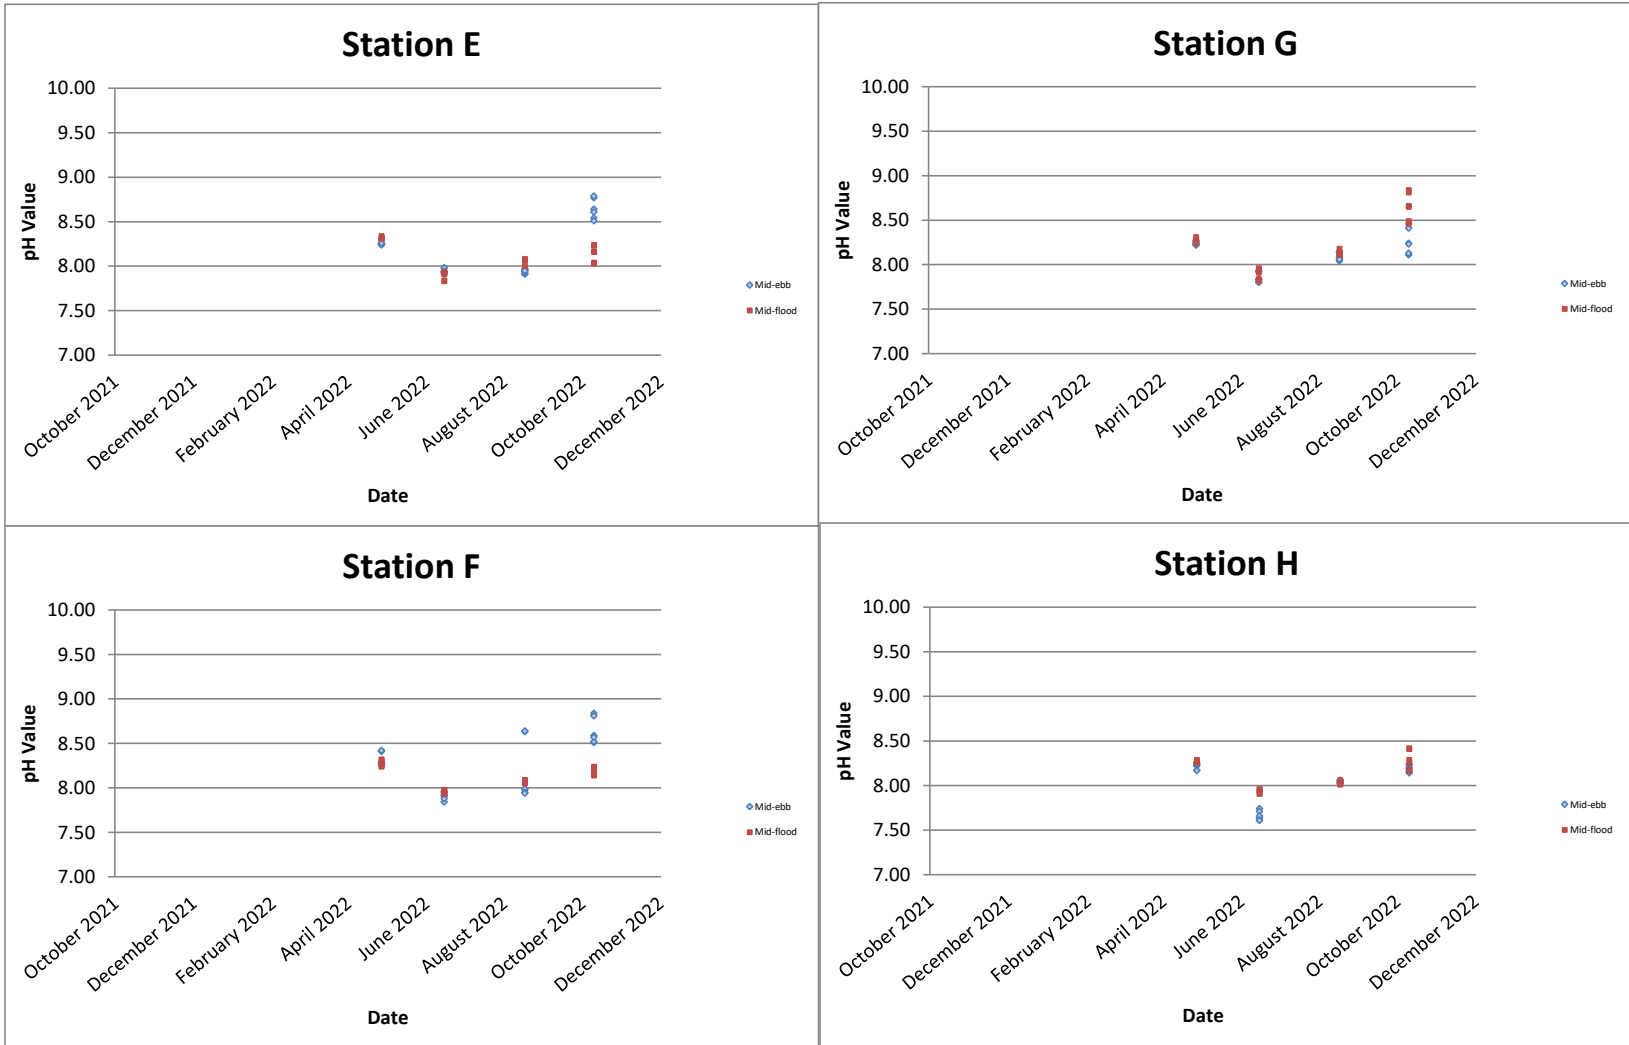 Station E
10.00
9.50
9.00
8.50
8.00
7.50
7.00
pH Value
October 2021
December 2021
February 2022
April 2022
June 2022
August 2022
October 2022
December 2022
Date
Mid-ebb
Mid-flood
Station G
10.00
9.50
9.00
8.50
8.00
7.50
7.00
pH Value
October 2021
December 2021
February 2022
April 2022
June 2022
August 2022
October 2022
December 2022
Date
Mid-ebb
Mid-flood
Station F
10.00
9.50
9.00
8.50
8.00
7.50
7.00
pH Value
October 2021
December 2021
February 2022
April 2022
June 2022
August 2022
October 2022
December 2022
Date
Mid-ebb
Mid-flood
Station H
10.00
9.50
9.00
8.50
8.00
7.50
7.00
pH Value
October 2021
December 2021
February 2022
April 2022
June 2022
August 2022
October 2022
December 2022
Date
Mid-ebb
Mid-flood